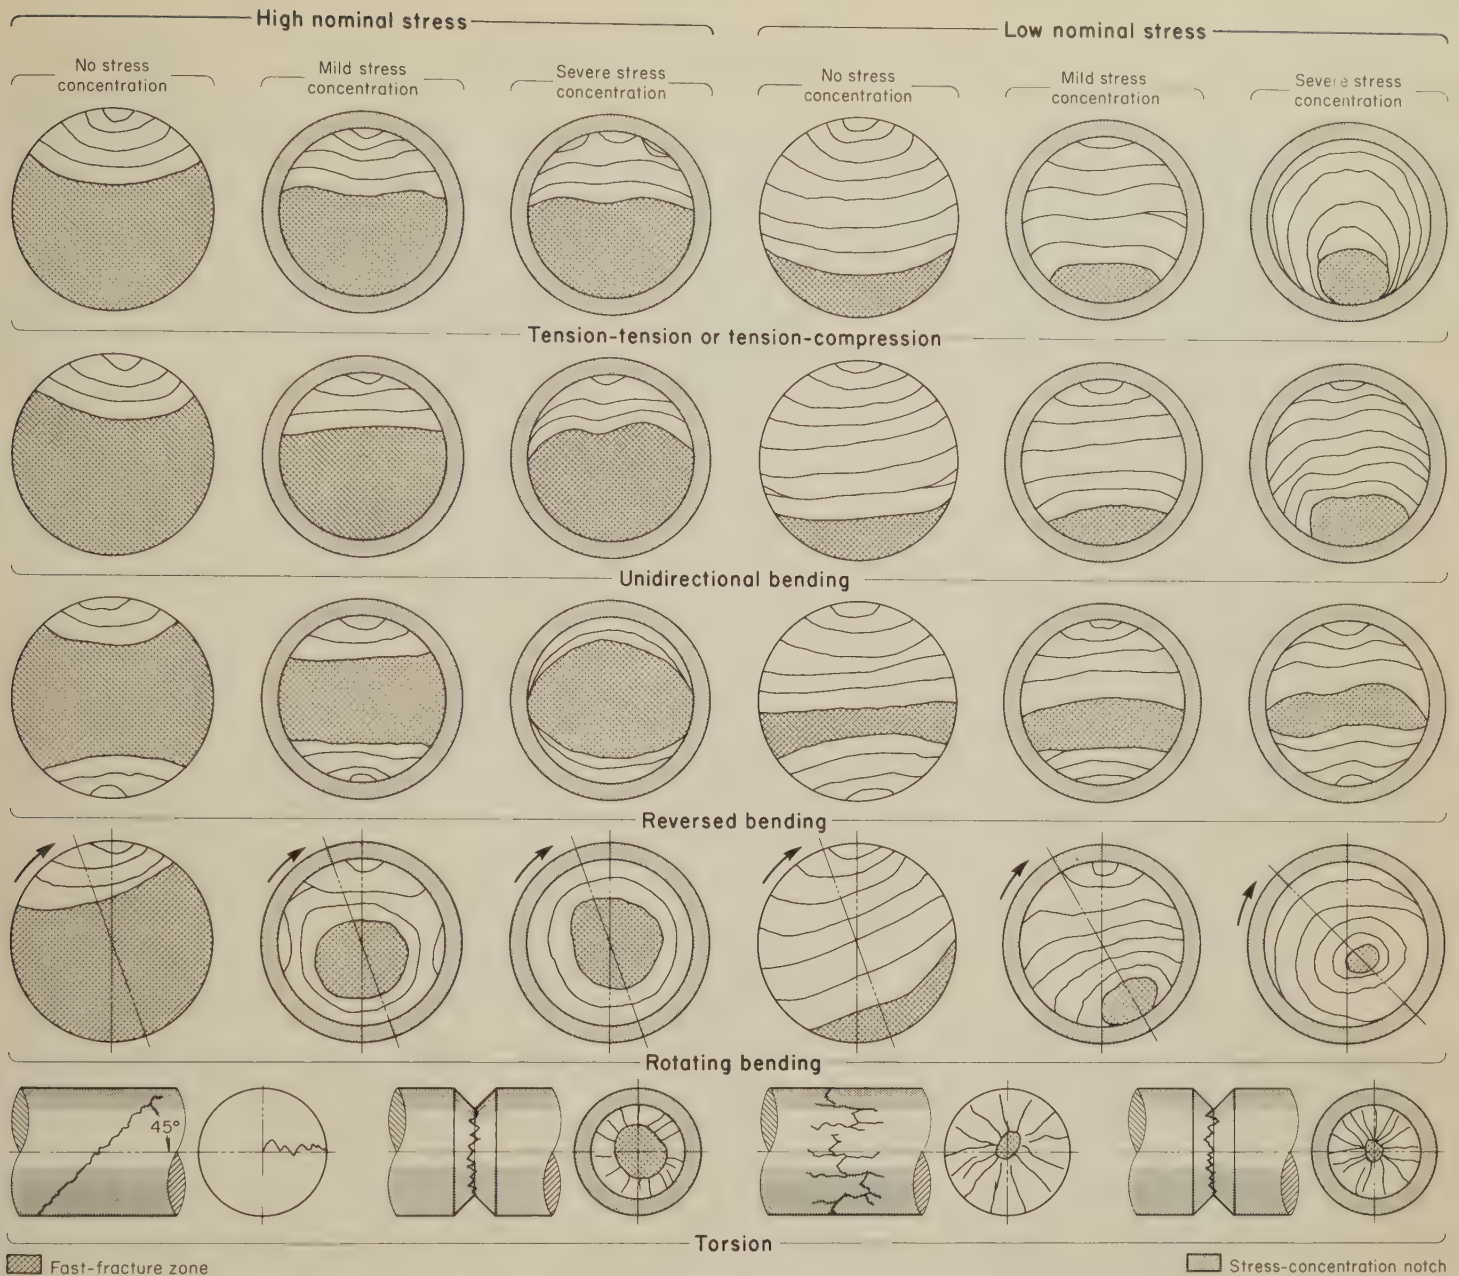 High nominal stress
Low nominal stress
No stress
concentration
Mild stress
concentration
Severe stress
concentration
No stress
concentration
Mild stress
concentration
Severe stress
concentration
Tension-tension or tension-compression
Unidirectional bending
Reversed bending
Rotating bending
45°
Torsion
Fast-fracture zone
Stress-concentration notch